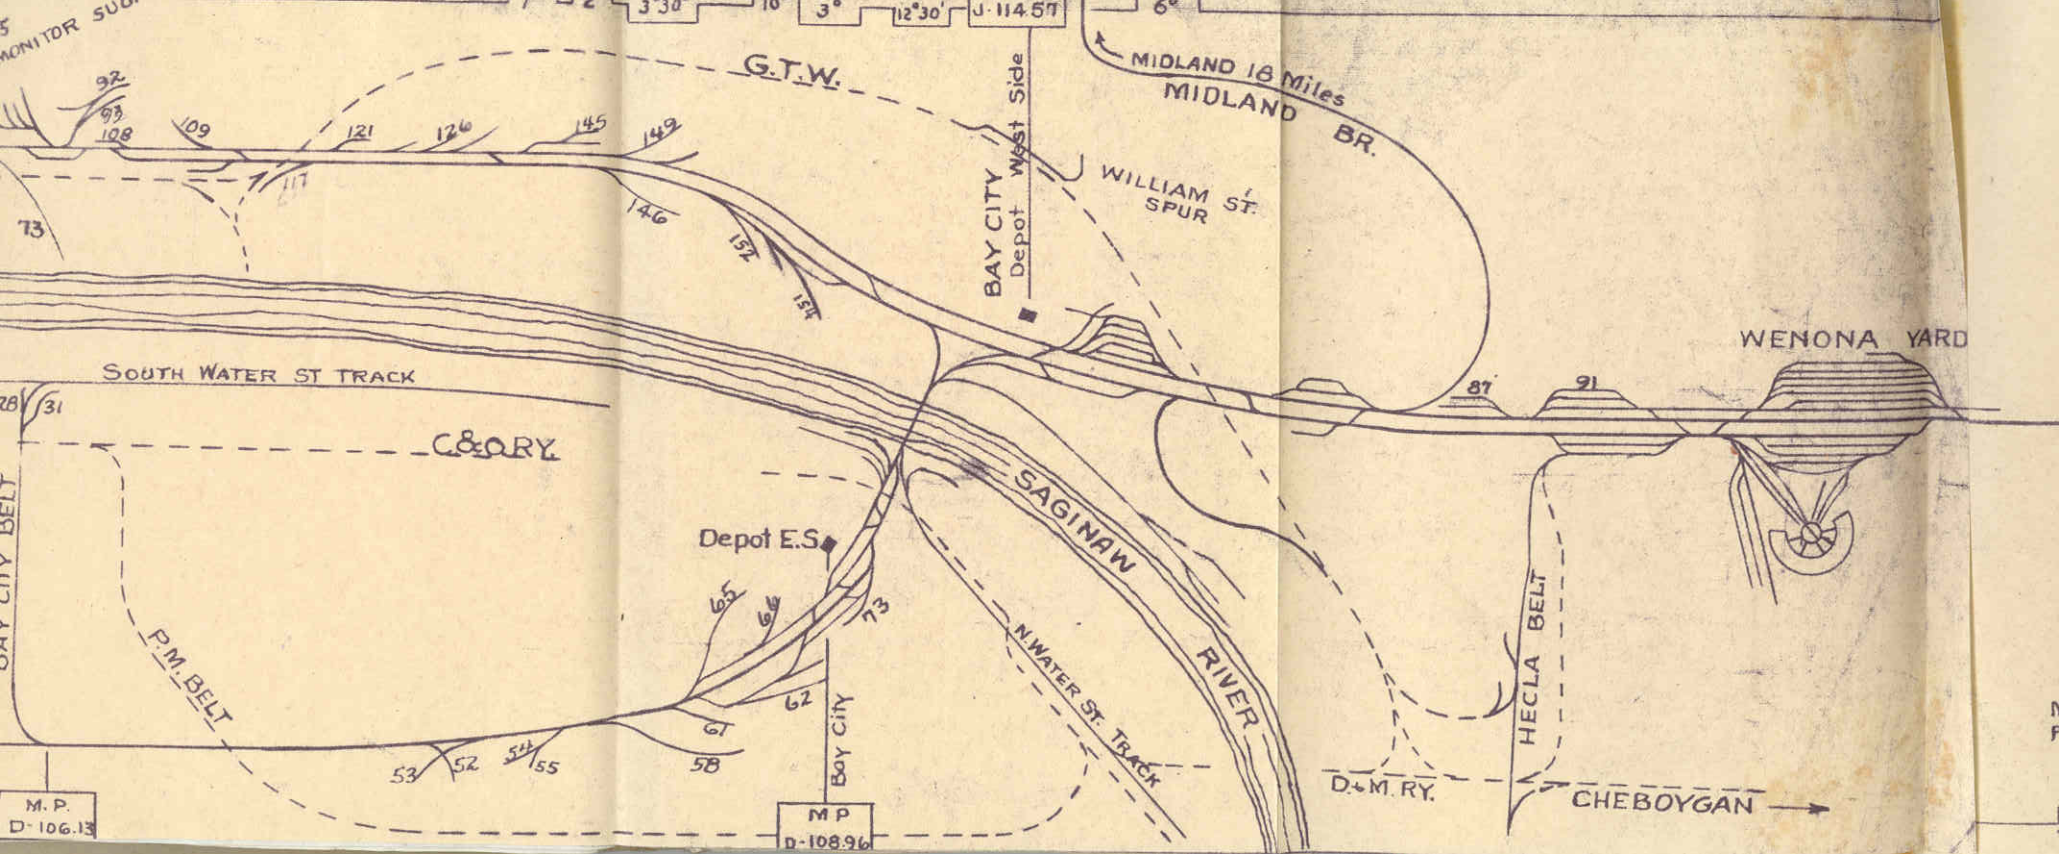 3°30'
10
3°
12°30'
J-114.57
6°
MONITOR SUB.
G.T.W.
MIDLAND 18 Miles
MIDLAND BR.
92
93
108
109
121
126
145
149
117
146
152
154
73
BAY CITY
Depot West Side
WILLIAM ST.
SPUR
WENONA YARD
87
91
SOUTH WATER ST TRACK
28
31
C&O RY.
BAY CITY BELT
P.M. BELT
Depot E.S.
65
66
73
62
61
58
55
54
52
53
Bay City
SAGINAW
RIVER
N. WATER ST. TRACK
HECLA BELT
D&M. RY.
CHEBOYGAN
M.P.
D-106.13
M P
D-108.96